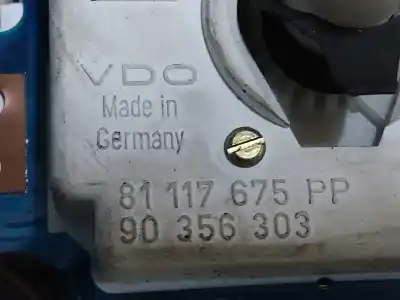 VDO
Made in
Germany
81 117 675 PP
90 356 303